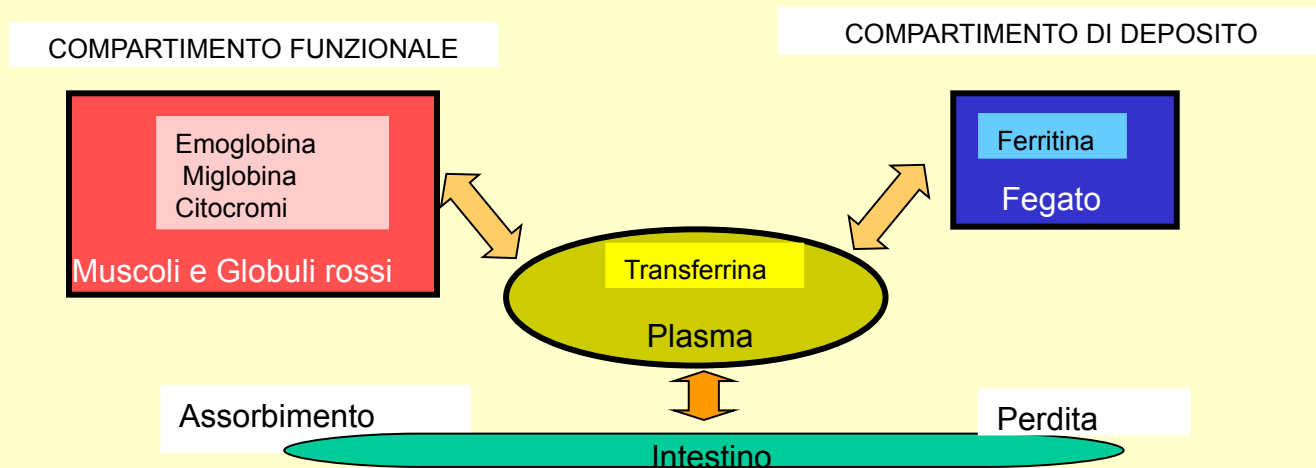 COMPARTIMENTO FUNZIONALE
COMPARTIMENTO DI DEPOSITO
Emoglobina
Miglobina
Citocromi
Muscoli e Globuli rossi
Ferritina
Fegato
Transferrina
Plasma
Assorbimento
Perdita
Intestino